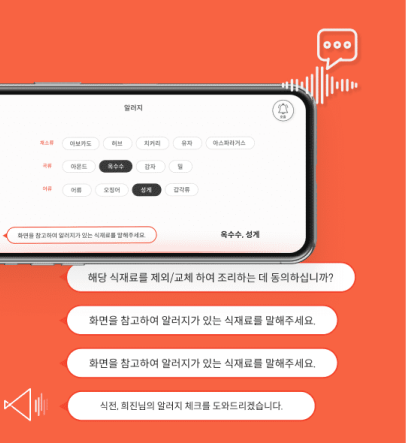 알러지
채소류 아보카도 허브 치커리 유자 아스파라거스
곡류 아몬드 옥수수 감자 밀
어류 어류 오징어 성게 갑각류
화면을 참고하여 알러지가 있는 식재료를 말해주세요.
옥수수, 성게
해당 식재료를 제외/교체 하여 조리하는 데 동의하십니까?
화면을 참고하여 알러지가 있는 식재료를 말해주세요.
화면을 참고하여 알러지가 있는 식재료를 말해주세요.
식전, 희진님의 알러지 체크를 도와드리겠습니다.